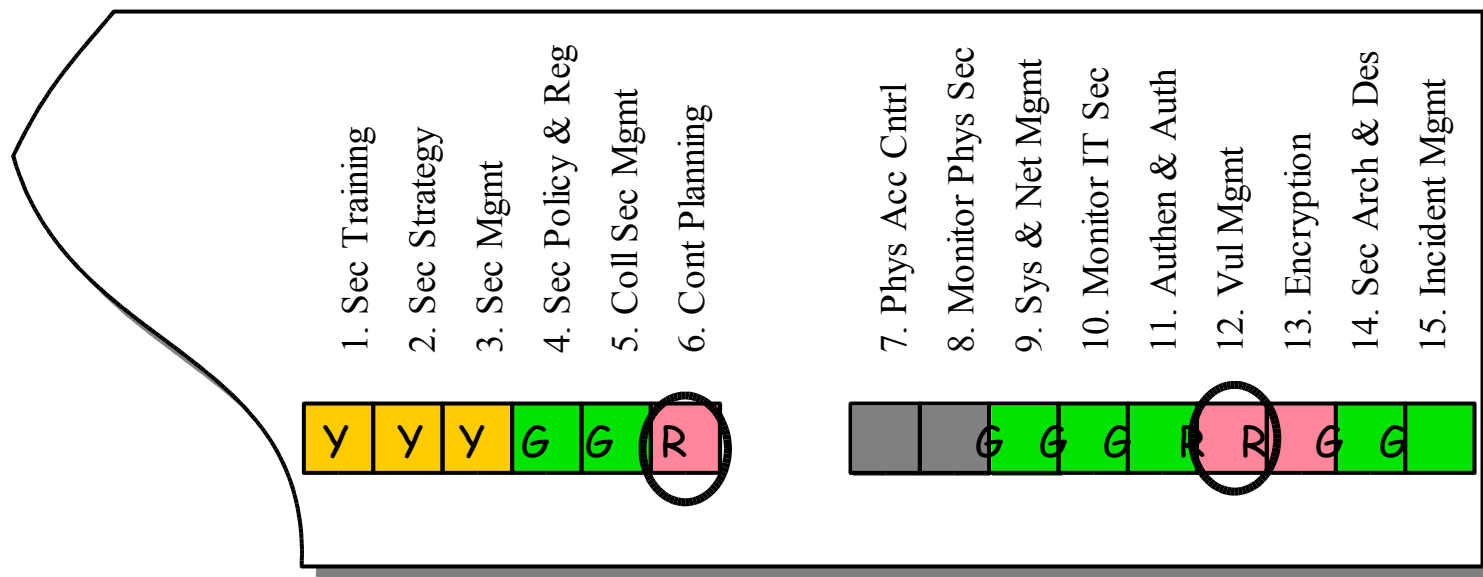 1. Sec Training
2. Sec Strategy
3. Sec Mgmt
4. Sec Policy & Reg
5. Coll Sec Mgmt
6. Cont Planning
7. Phys Acc Cntrl
8. Monitor Phys Sec
9. Sys & Net Mgmt
10. Monitor IT Sec
11. Authen & Auth
12. Vul Mgmt
13. Encryption
14. Sec Arch & Des
15. Incident Mgmt
Y Y Y G G R
G G G R R G G